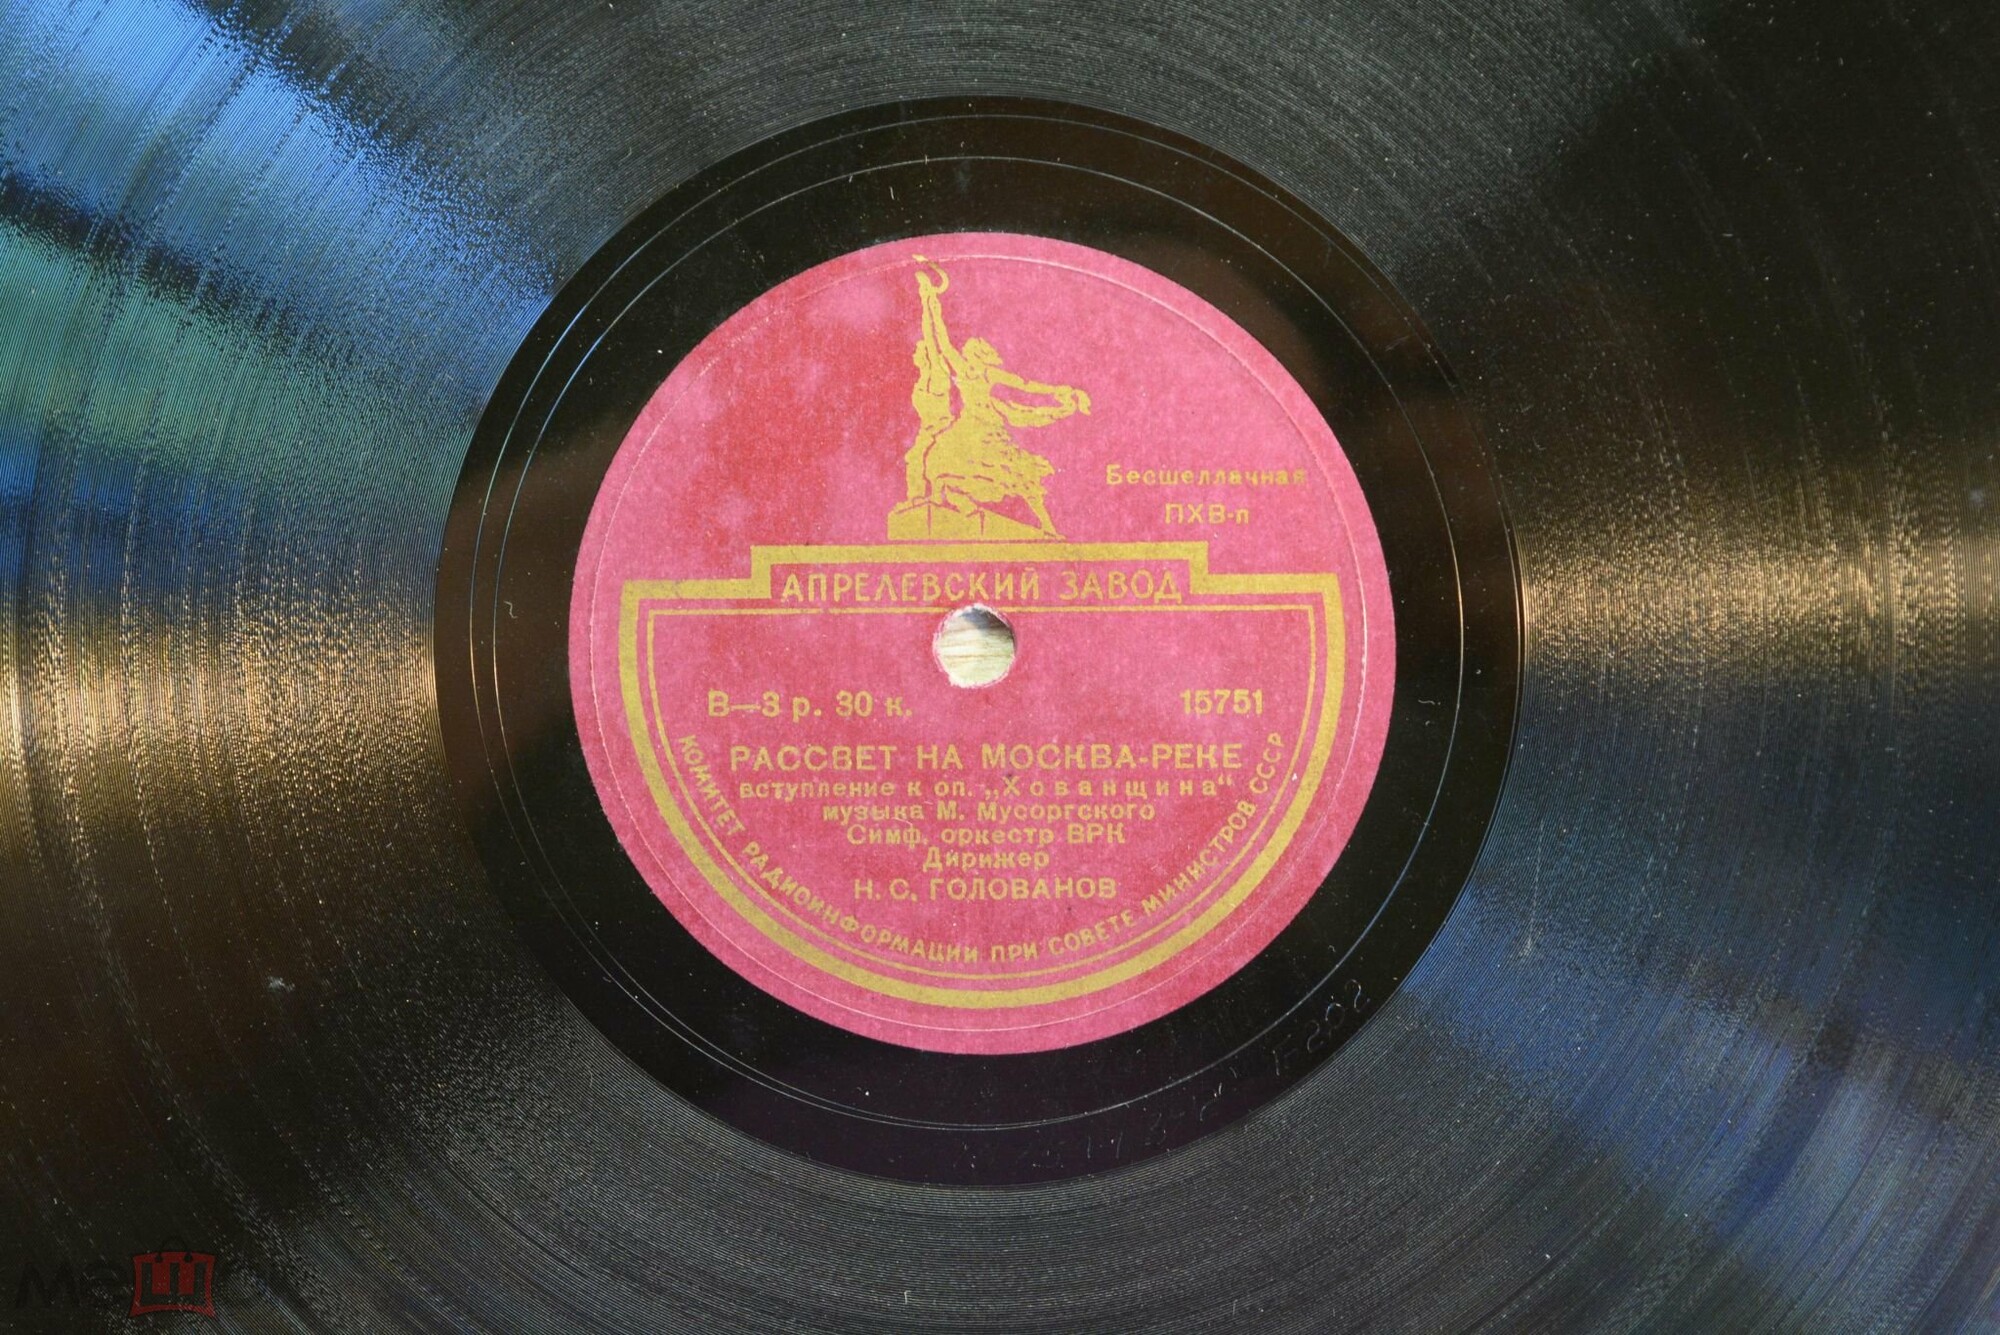 Бесшеллачная
ПХВ-п
АПРЕЛЕВСКИЙ ЗАВОД
В—3 р. 30 к. 15751
РАССВЕТ НА МОСКВА-РЕКЕ
вступление к оп. „Хованщина“
музыка М. Мусоргского
Симф. оркестр ВРК
Дирижер
Н. С. ГОЛОВАНОВ
КОМИТЕТ РАДИОИНФОРМАЦИИ ПРИ СОВЕТЕ МИНИСТРОВ СССР
мешок